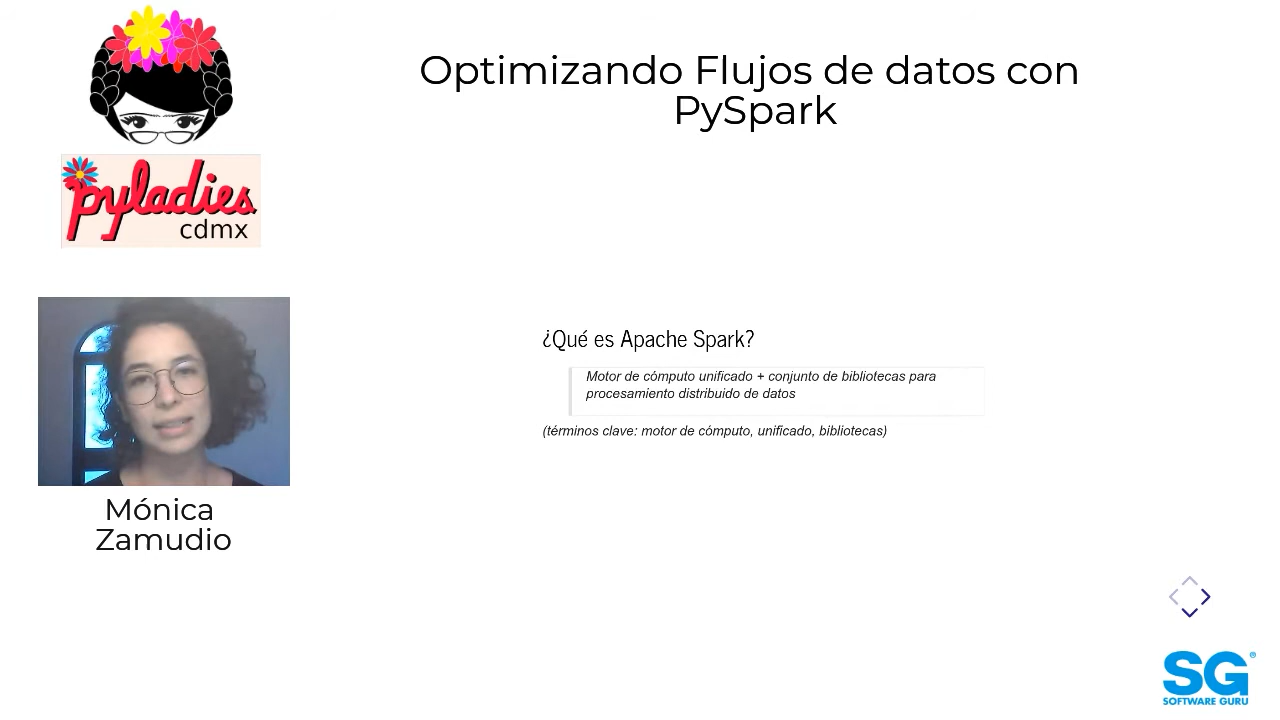 Optimizando Flujos de datos con
PySpark
pyladies
cdmx
¿Qué es Apache Spark?
Motor de cómputo unificado + conjunto de bibliotecas para
procesamiento distribuido de datos
(términos clave: motor de cómputo, unificado, bibliotecas)
Mónica
Zamudio
SG®
SOFTWARE GURU